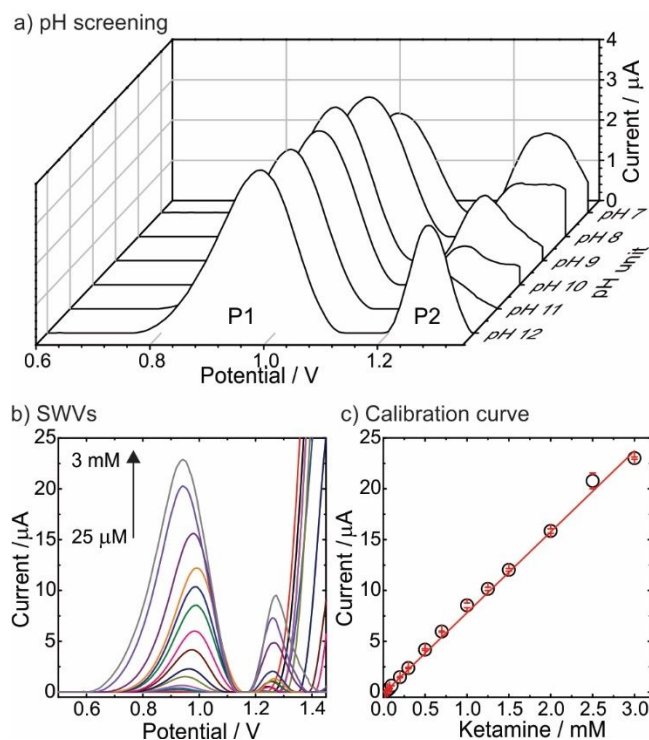 a) pH screening
4
3
2
1
0
Current / μA
pH 7
pH 8
pH 9
pH 10
pH 11
pH 12
pH unit
P1
P2
0.6
0.8
1.0
1.2
Potential / V
b) SWVs
25
20
15
10
5
0
Current /μA
3 mM
25 μM
0.6 0.8 1.0 1.2 1.4
Potential / V
c) Calibration curve
25
20
15
10
5
0
Current /μA
0.0 0.5 1.0 1.5 2.0 2.5 3.0
Ketamine / mM